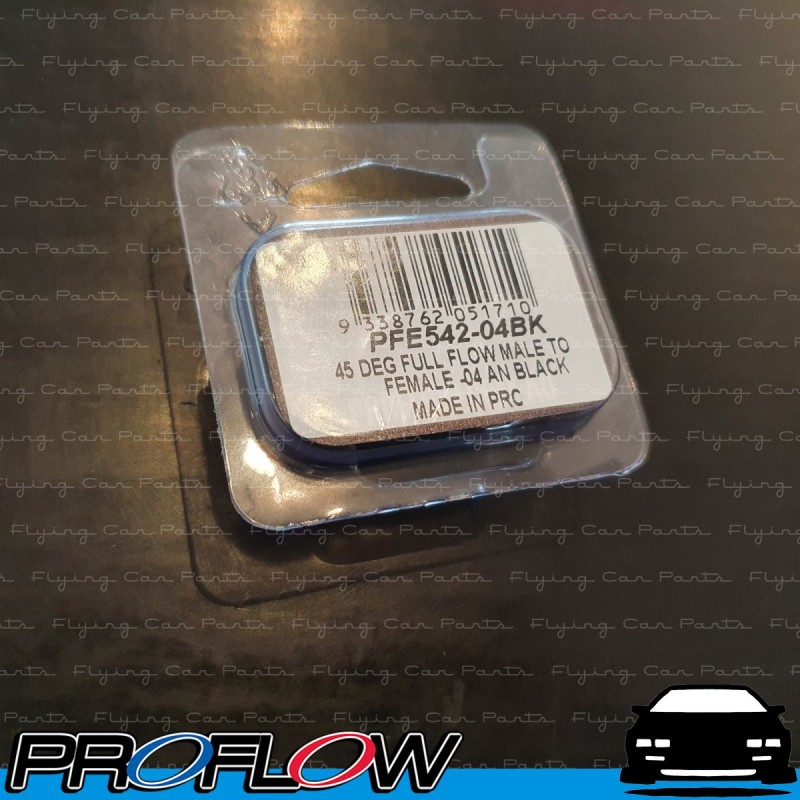 Flying Car Parts
9 338762 051710
PFE542-04BK
45 DEG FULL FLOW MALE TO
FEMALE -04 AN BLACK
MADE IN PRC
PROFLOW